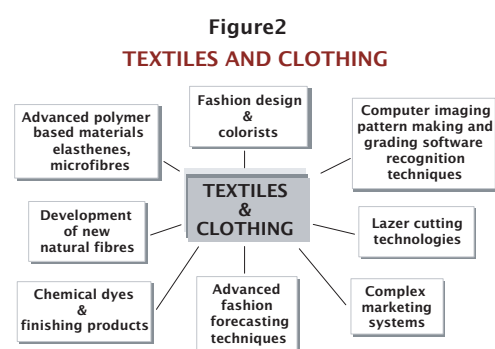 Figure2
TEXTILES AND CLOTHING
Fashion design
&
colorists
Advanced polymer
based materials
elasthenes,
microfibres
Computer imaging
pattern making and
grading software
recognition
techniques
TEXTILES
&
CLOTHING
Development
of new
natural fibres
Lazer cutting
technologies
Chemical dyes
&
finishing products
Advanced
fashion
forecasting
techniques
Complex
marketing
systems